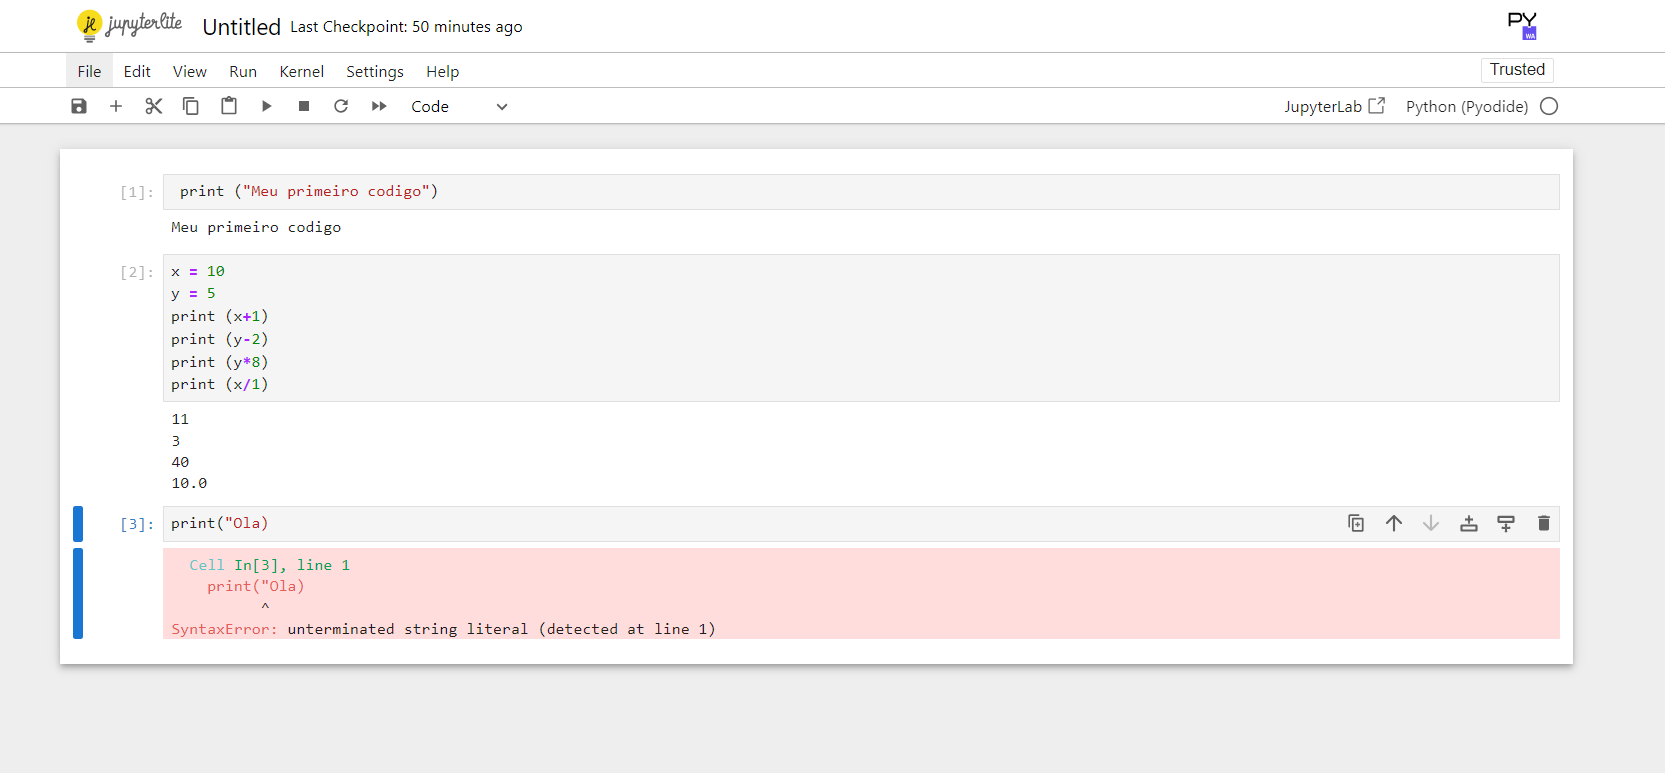 jupyterlite Untitled Last Checkpoint: 50 minutes ago PY WA
File Edit View Run Kernel Settings Help Trusted
Code JupyterLab Python (Pyodide)
[1]: print ("Meu primeiro codigo")
Meu primeiro codigo
[2]: x = 10
y = 5
print (x+1)
print (y-2)
print (y*8)
print (x/1)
11
3
40
10.0
[3]: print("Ola)
Cell In[3], line 1
print("Ola)
^
SyntaxError: unterminated string literal (detected at line 1)